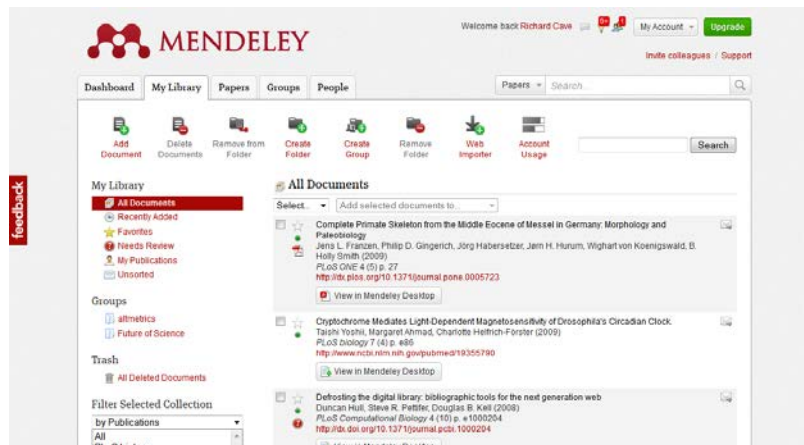 MENDELEY
Welcome back Richard Cave
My Account
Upgrade
Invite colleagues / Support
Dashboard
My Library
Papers
Groups
People
Papers
Search...
Add Document
Delete Documents
Remove from Folder
Create Folder
Create Group
Remove Folder
Web Importer
Account Usage
Search
feedback
My Library
All Documents
Recently Added
Favorites
Needs Review
My Publications
Unsorted
Groups
altmetrics
Future of Science
Trash
All Deleted Documents
Filter Selected Collection
by Publications
All
All Documents
Select..
Add selected documents to..
Complete Primate Skeleton from the Middle Eocene of Messel in Germany: Morphology and
Paleobiology
Jens L. Franzen, Philip D. Gingerich, Jörg Habersetzer, Jørn H. Hurum, Wighart von Koenigswald, B.
Holly Smith (2009)
PLoS ONE 4 (5) p. 27
http://dx.plos.org/10.1371/journal.pone.0005723
View in Mendeley Desktop
Cryptochrome Mediates Light-Dependent Magnetosensitivity of Drosophila's Circadian Clock.
Taishi Yoshii, Margaret Ahmad, Charlotte Helfrich-Förster (2009)
PLoS biology 7 (4) p. e86
http://www.ncbi.nlm.nih.gov/pubmed/19355790
View in Mendeley Desktop
Defrosting the digital library: bibliographic tools for the next generation web
Duncan Hull, Steve R. Pettifer, Douglas B. Kell (2008)
PLoS Computational Biology 4 (10) p. e1000204
http://dx.doi.org/10.1371/journal.pcbi.1000204